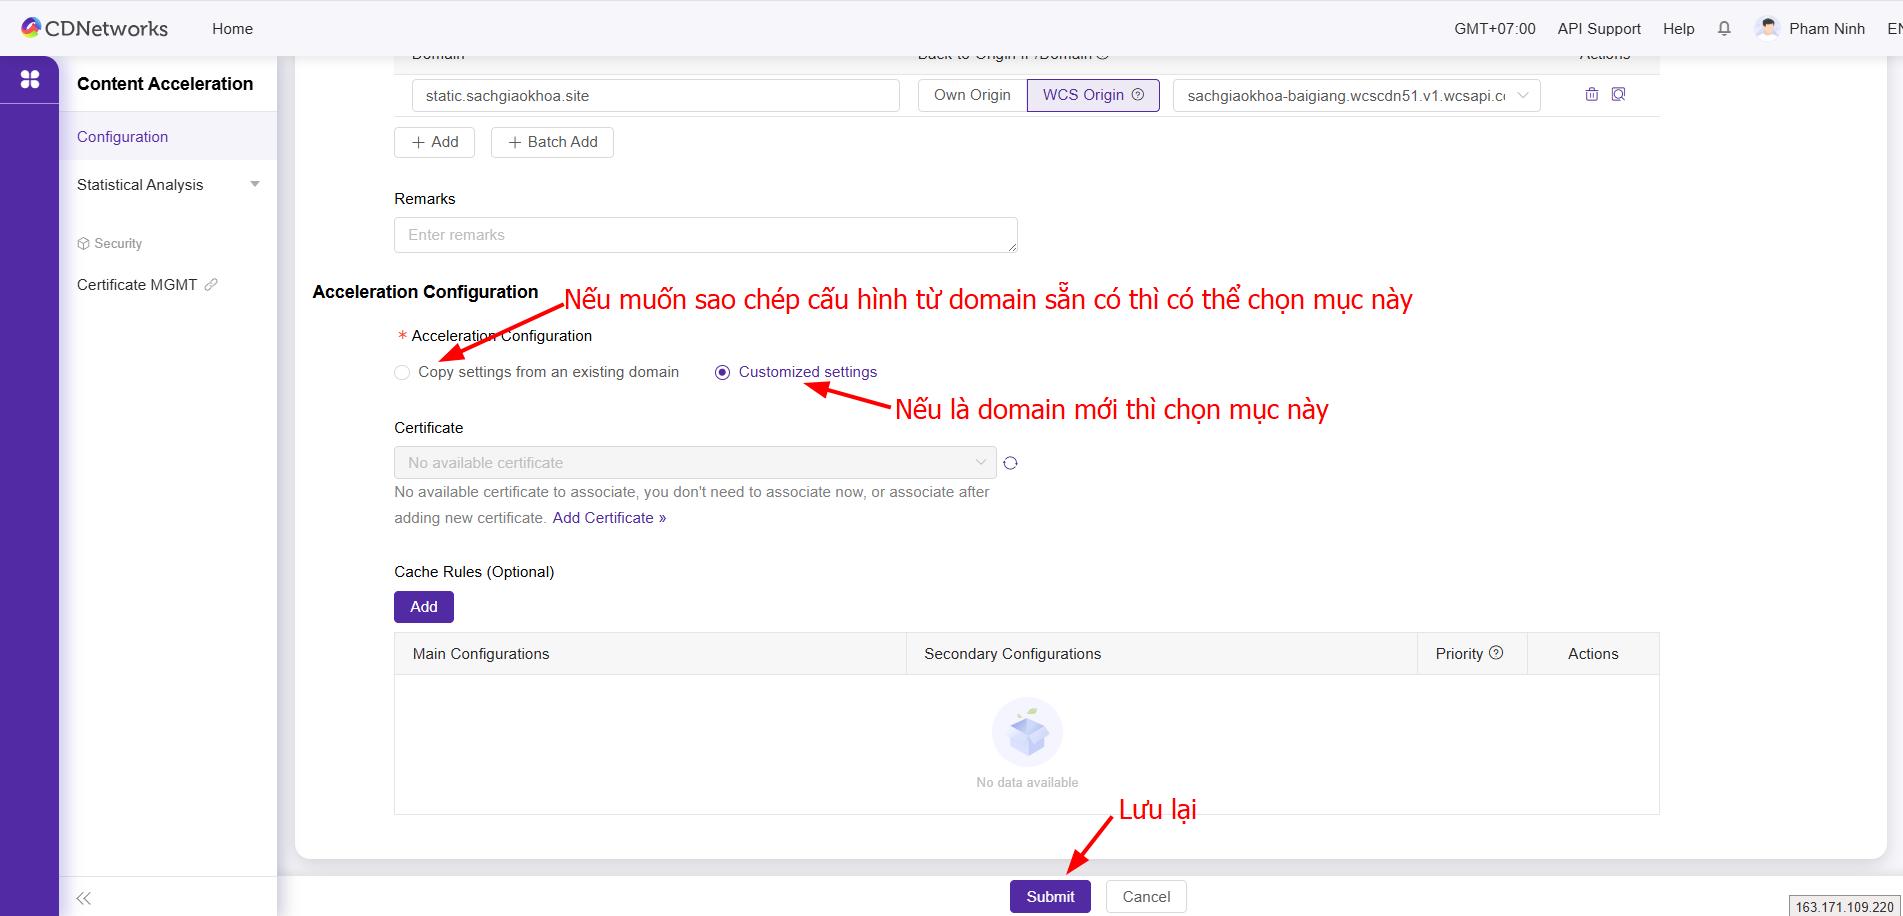 CDNetworks
Home
GMT+07:00
API Support
Help
Pham Ninh
EN
Content Acceleration
Configuration
Statistical Analysis
Security
Certificate MGMT
Domain
Back-to-Origin IP/Domain
Actions
static.sachgiaokhoa.site
Own Origin
WCS Origin
sachgiaokhoa-baigiang.wcscdn51.v1.wcsapi.c
+ Add
+ Batch Add
Remarks
Enter remarks
Acceleration Configuration
Nếu muốn sao chép cấu hình từ domain sẵn có thì có thể chọn mục này
* Acceleration Configuration
Copy settings from an existing domain
Customized settings
Nếu là domain mới thì chọn mục này
Certificate
No available certificate
No available certificate to associate, you don't need to associate now, or associate after
adding new certificate. Add Certificate »
Cache Rules (Optional)
Add
Main Configurations
Secondary Configurations
Priority
Actions
No data available
Lưu lại
Submit
Cancel
163.171.109.220